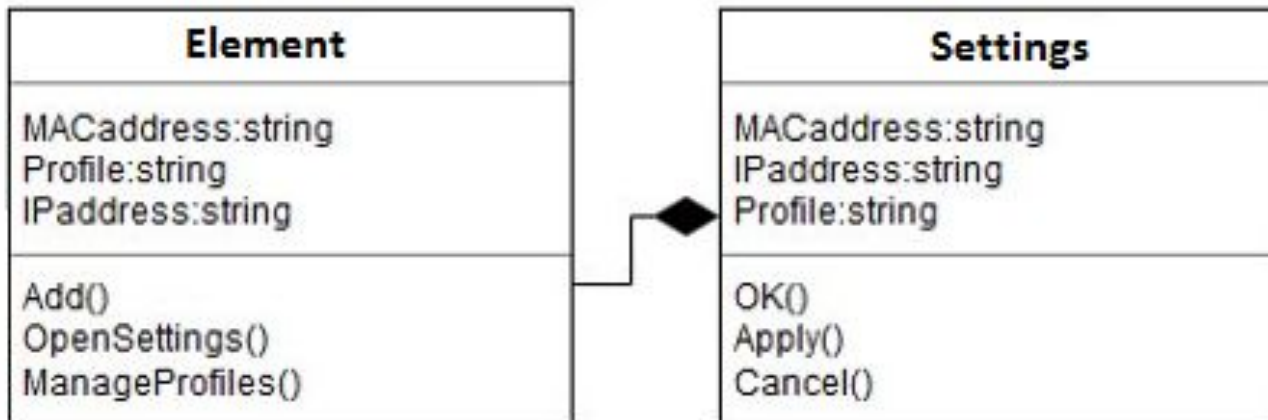 Element
MACaddress:string
Profile:string
IPaddress:string
Add()
OpenSettings()
ManageProfiles()
Settings
MACaddress:string
IPaddress:string
Profile:string
OK()
Apply()
Cancel()